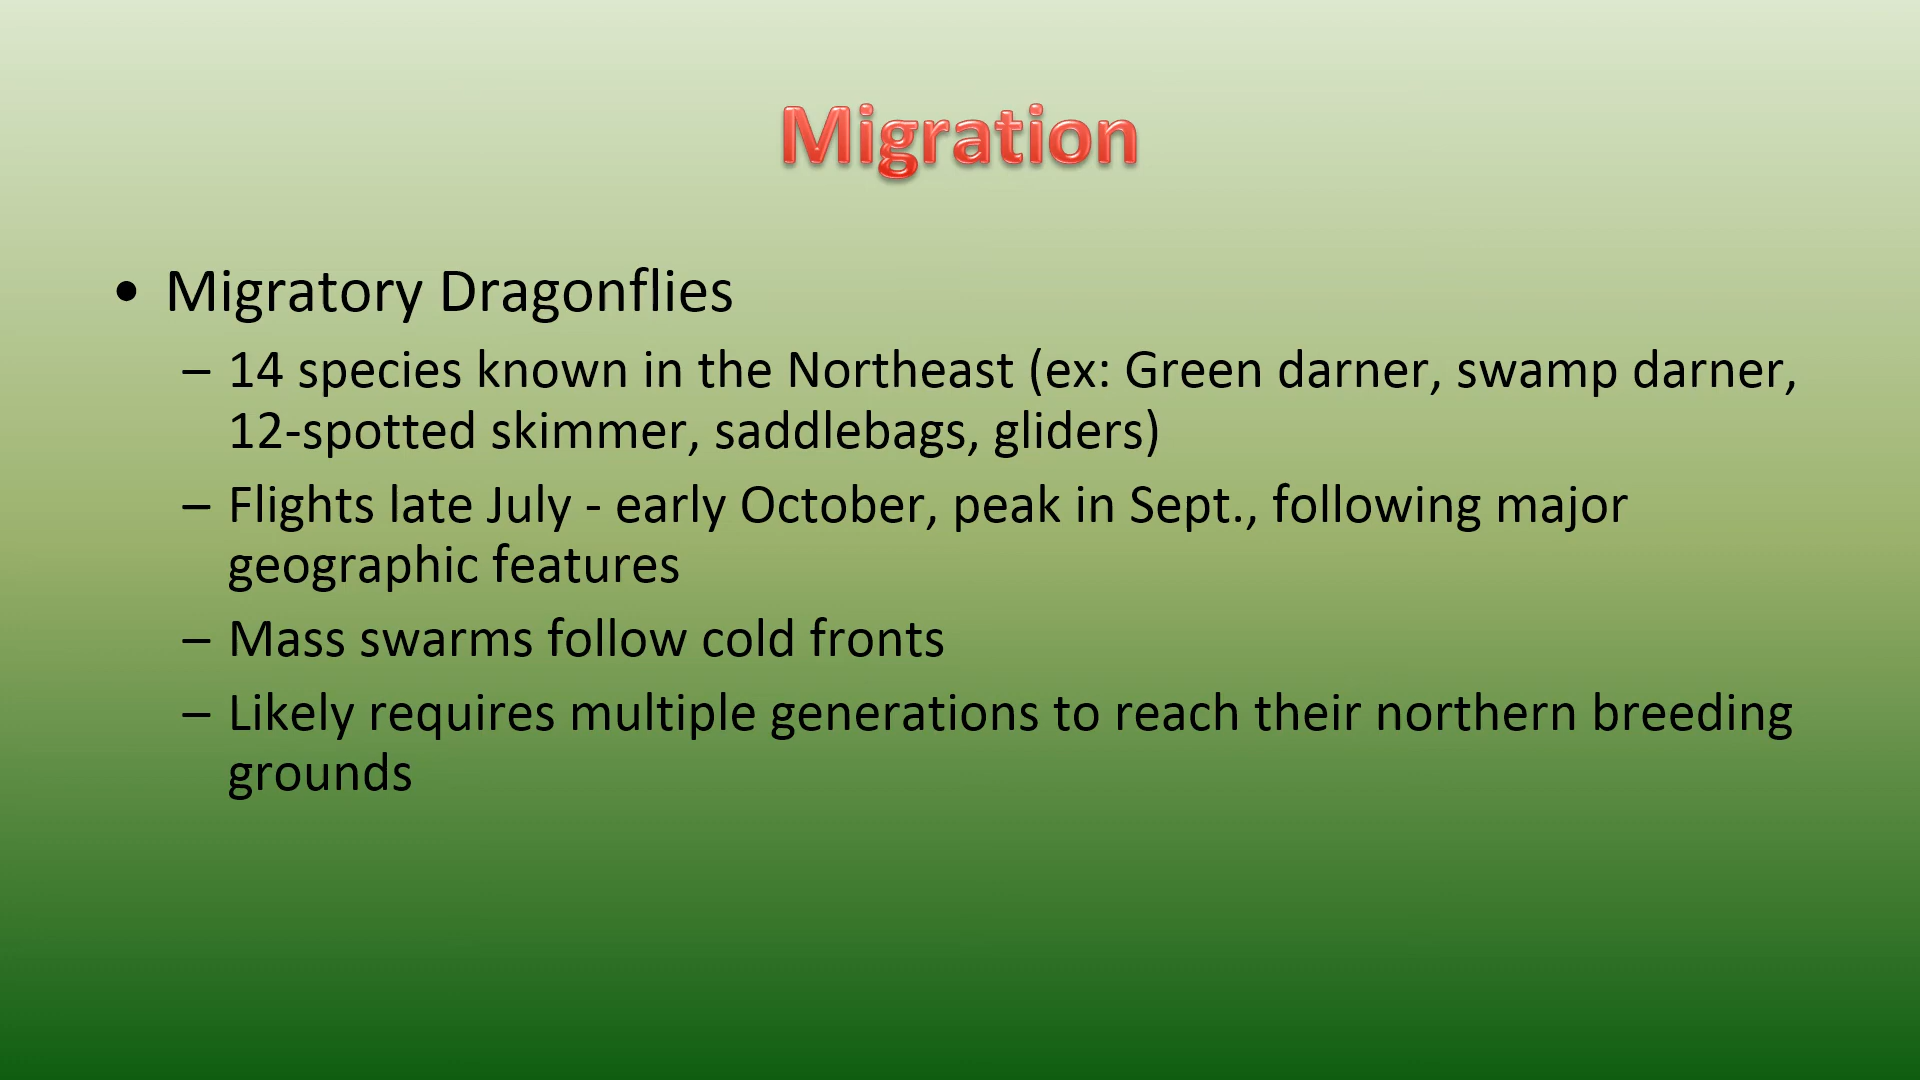 Migration
• Migratory Dragonflies
– 14 species known in the Northeast (ex: Green darner, swamp darner,
12-spotted skimmer, saddlebags, gliders)
– Flights late July - early October, peak in Sept., following major
geographic features
– Mass swarms follow cold fronts
– Likely requires multiple generations to reach their northern breeding
grounds